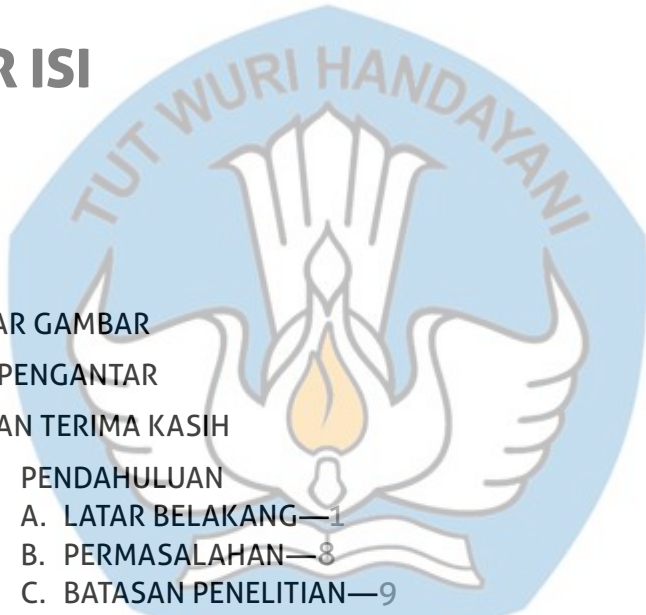 R ISI
TUT WURI HANDAYANI
AR GAMBAR
PENGANTAR
AN TERIMA KASIH
PENDAHULUAN
A. LATAR BELAKANG—1
B. PERMASALAHAN—8
C. BATASAN PENELITIAN—9